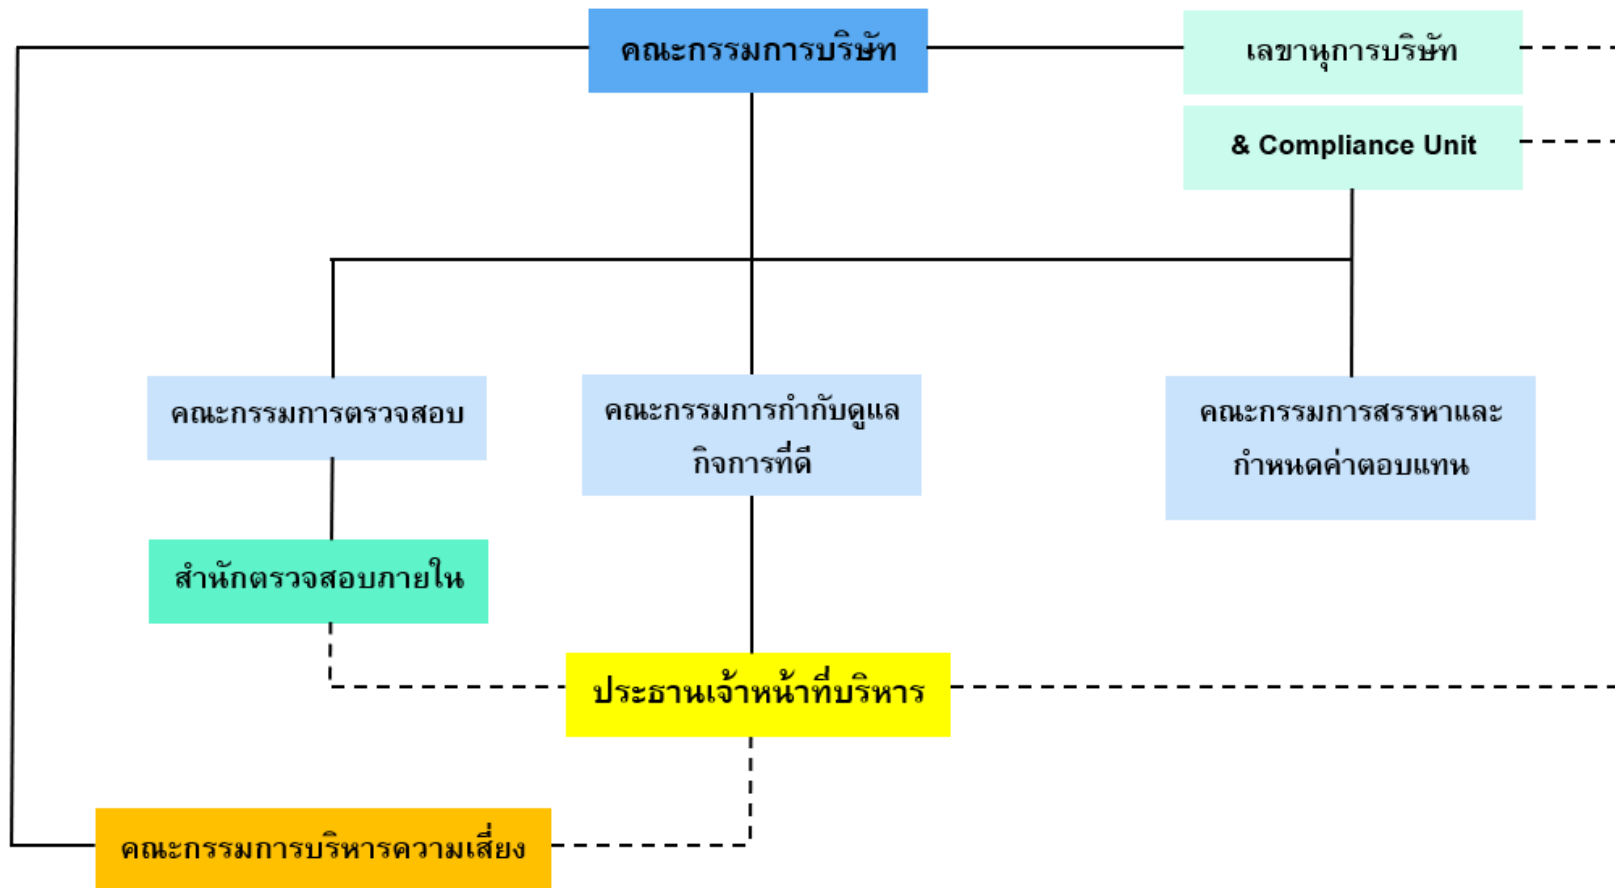 คณะกรรมการบริษัท
เลขานุการบริษัท
& Compliance Unit
คณะกรรมการตรวจสอบ
คณะกรรมการกำกับดูแล
กิจการที่ดี
คณะกรรมการสรรหาและ
กำหนดค่าตอบแทน
สำนักตรวจสอบภายใน
ประธานเจ้าหน้าที่บริหาร
คณะกรรมการบริหารความเสี่ยง